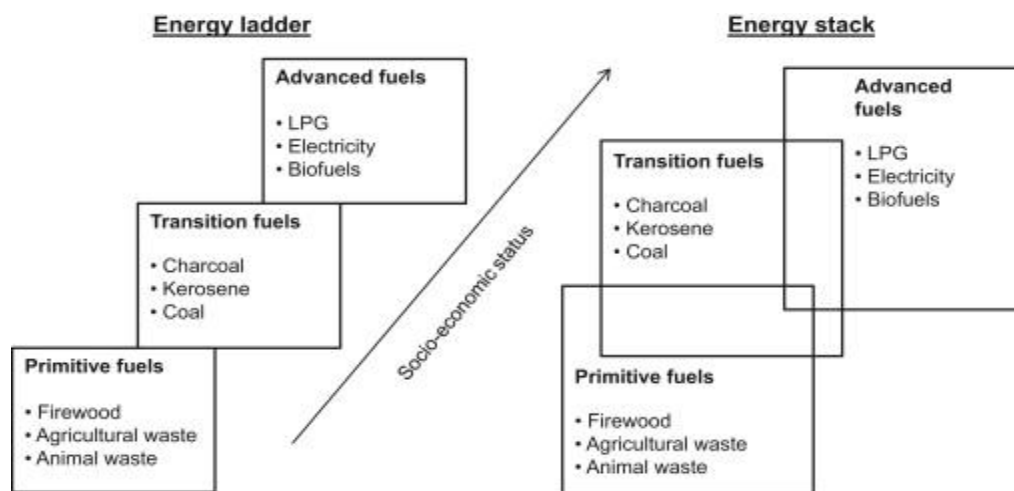 Energy ladder
Advanced fuels
• LPG
• Electricity
• Biofuels
Transition fuels
• Charcoal
• Kerosene
• Coal
Primitive fuels
• Firewood
• Agricultural waste
• Animal waste
Socio-economic status
Energy stack
Advanced
fuels
• LPG
• Electricity
• Biofuels
Transition fuels
• Charcoal
• Kerosene
• Coal
Primitive fuels
• Firewood
• Agricultural waste
• Animal waste